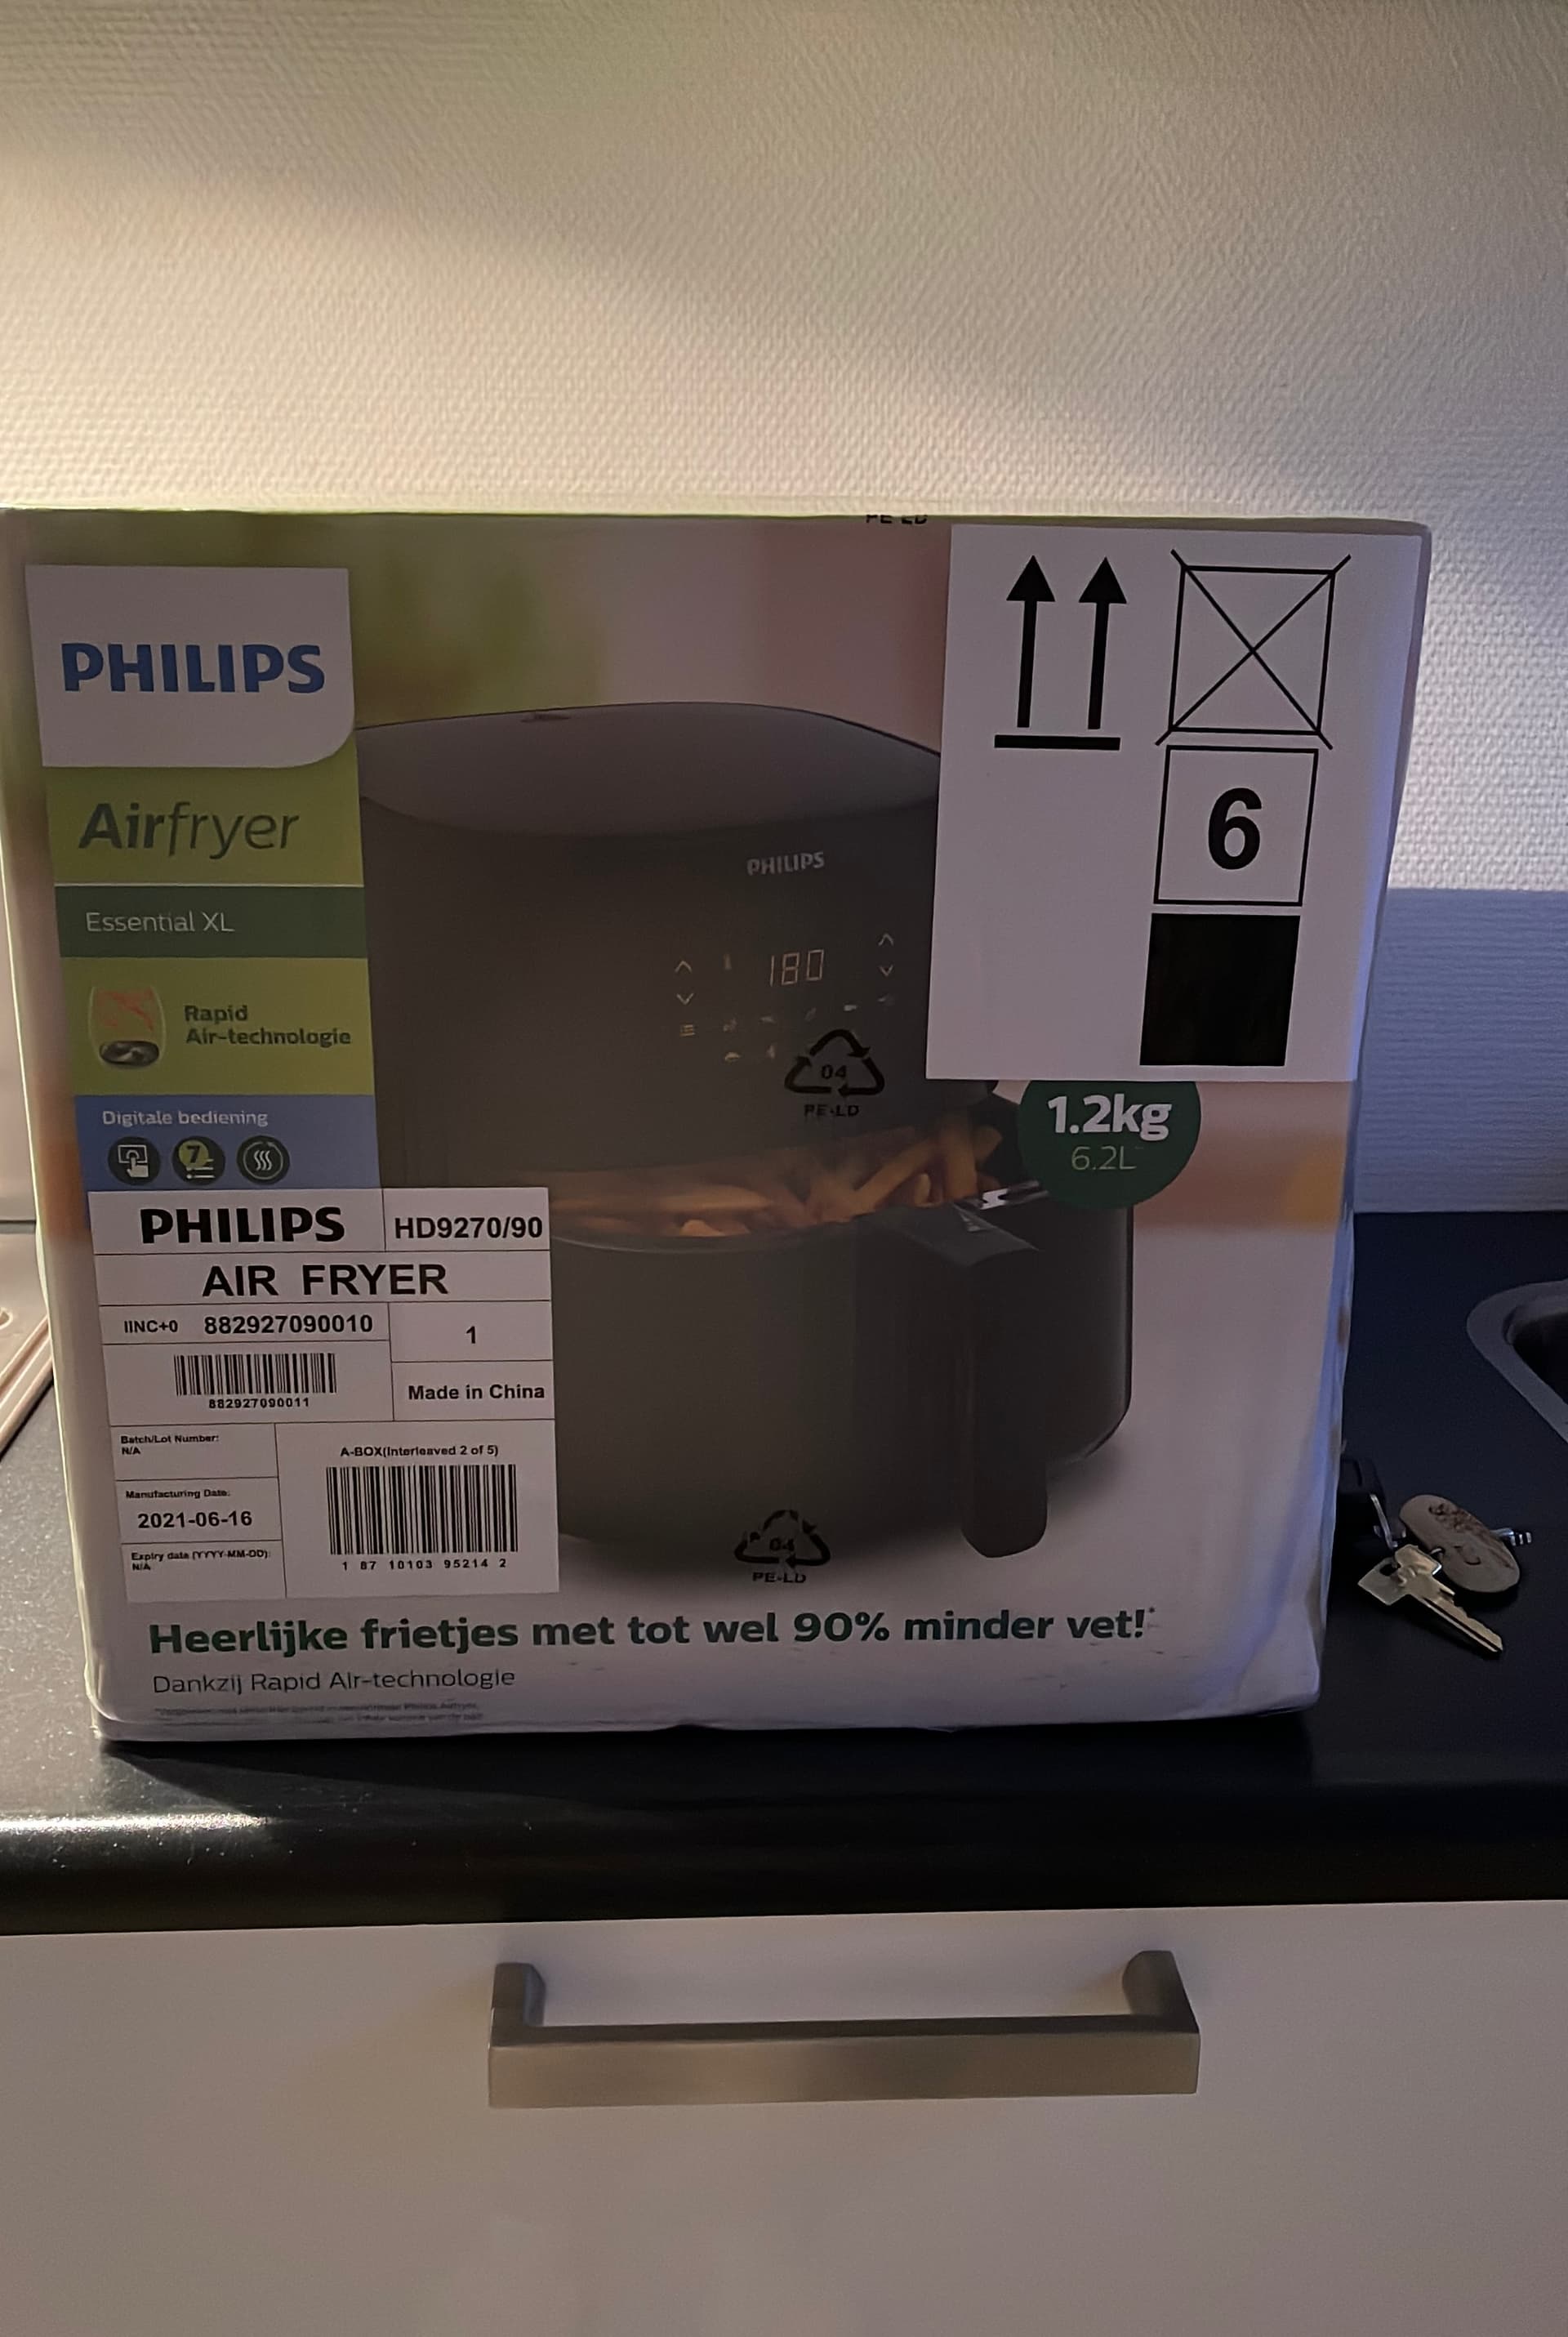 PE-LD
PHILIPS
Airfryer
Essential XL
Rapid
Air-technologie
Digitale bediening
7
PHILIPS
180
04
PE-LD
6
1.2kg
6.2L
PHILIPS HD9270/90
AIR FRYER
IINC+0 882927090010
1
882927090011
Made in China
Batch/Lot Number:
N/A
Manufacturing Date:
2021-06-16
Expiry date (YYYY-MM-DD):
N/A
A-BOX(Interleaved 2 of 5)
1 87 10103 95214 2
04
PE-LD
Heerlijke frietjes met tot wel 90% minder vet!*
Dankzij Rapid Air-technologie